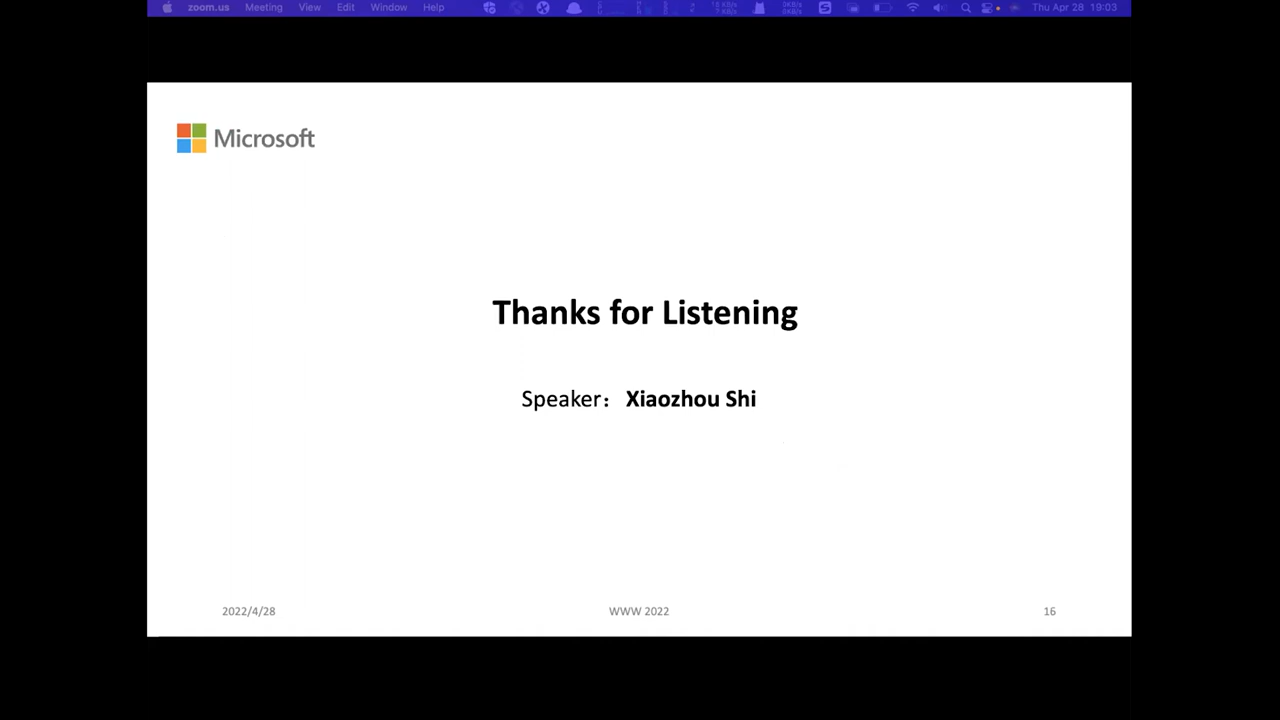 zoom.us Meeting View Edit Window Help Thu Apr 28 19:03
Microsoft
Thanks for Listening
Speaker：Xiaozhou Shi
2022/4/28 WWW 2022 16